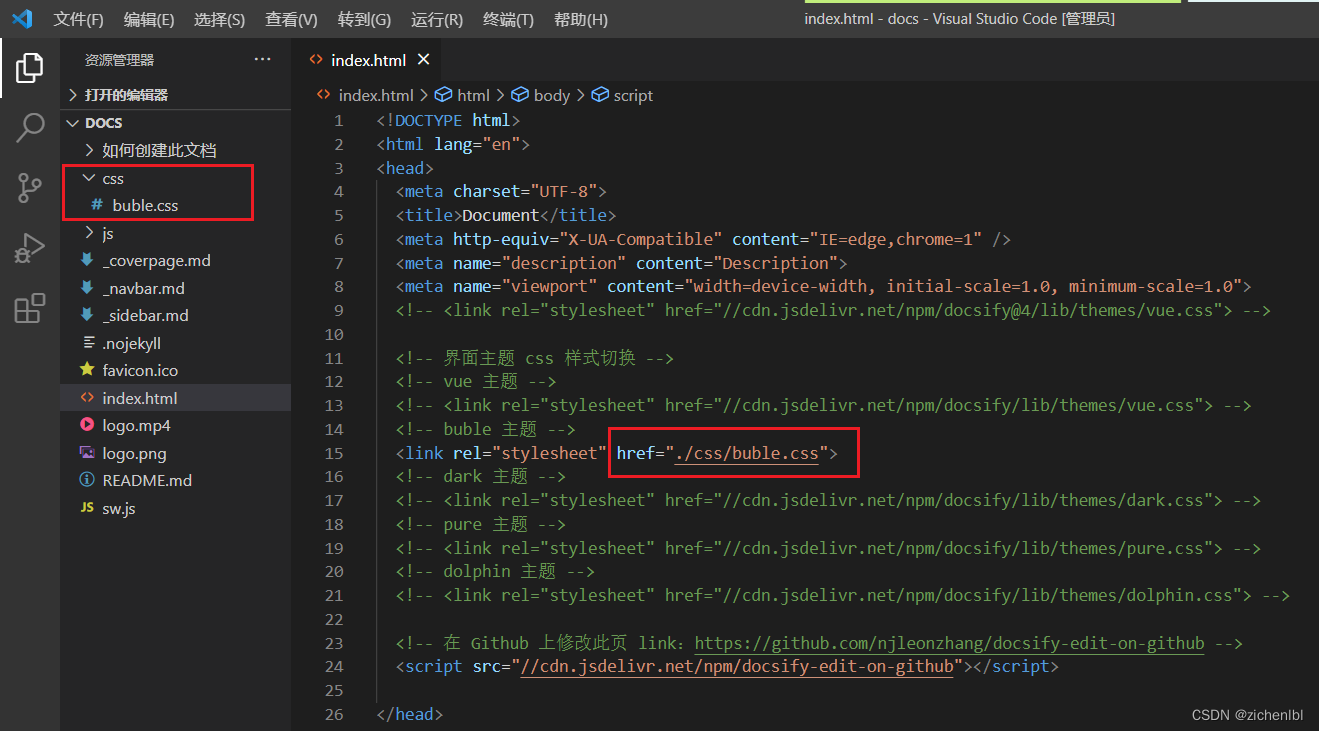 文件(F) 编辑(E) 选择(S) 查看(V) 转到(G) 运行(R) 终端(T) 帮助(H) index.html - docs - Visual Studio Code [管理员]
资源管理器 ···
打开的编辑器
DOCS
如何创建此文档
css
# buble.css
js
_coverpage.md
_navbar.md
_sidebar.md
.nojekyll
favicon.ico
<> index.html
logo.mp4
logo.png
README.md
JS sw.js
<> index.html ×
<> index.html > html > body > script
1 <!DOCTYPE html>
2 <html lang="en">
3 <head>
4 <meta charset="UTF-8">
5 <title>Document</title>
6 <meta http-equiv="X-UA-Compatible" content="IE=edge,chrome=1" />
7 <meta name="description" content="Description">
8 <meta name="viewport" content="width=device-width, initial-scale=1.0, minimum-scale=1.0">
9 <!-- <link rel="stylesheet" href="//cdn.jsdelivr.net/npm/docsify@4/lib/themes/vue.css"> -->
10
11 <!-- 界面主题 css 样式切换 -->
12 <!-- vue 主题 -->
13 <!-- <link rel="stylesheet" href="//cdn.jsdelivr.net/npm/docsify/lib/themes/vue.css"> -->
14 <!-- buble 主题 -->
15 <link rel="stylesheet" href="./css/buble.css">
16 <!-- dark 主题 -->
17 <!-- <link rel="stylesheet" href="//cdn.jsdelivr.net/npm/docsify/lib/themes/dark.css"> -->
18 <!-- pure 主题 -->
19 <!-- <link rel="stylesheet" href="//cdn.jsdelivr.net/npm/docsify/lib/themes/pure.css"> -->
20 <!-- dolphin 主题 -->
21 <!-- <link rel="stylesheet" href="//cdn.jsdelivr.net/npm/docsify/lib/themes/dolphin.css"> -->
22
23 <!-- 在 Github 上修改此页 link：https://github.com/njleonzhang/docsify-edit-on-github -->
24 <script src="//cdn.jsdelivr.net/npm/docsify-edit-on-github"></script>
25
26 </head>
CSDN @zichenlbl